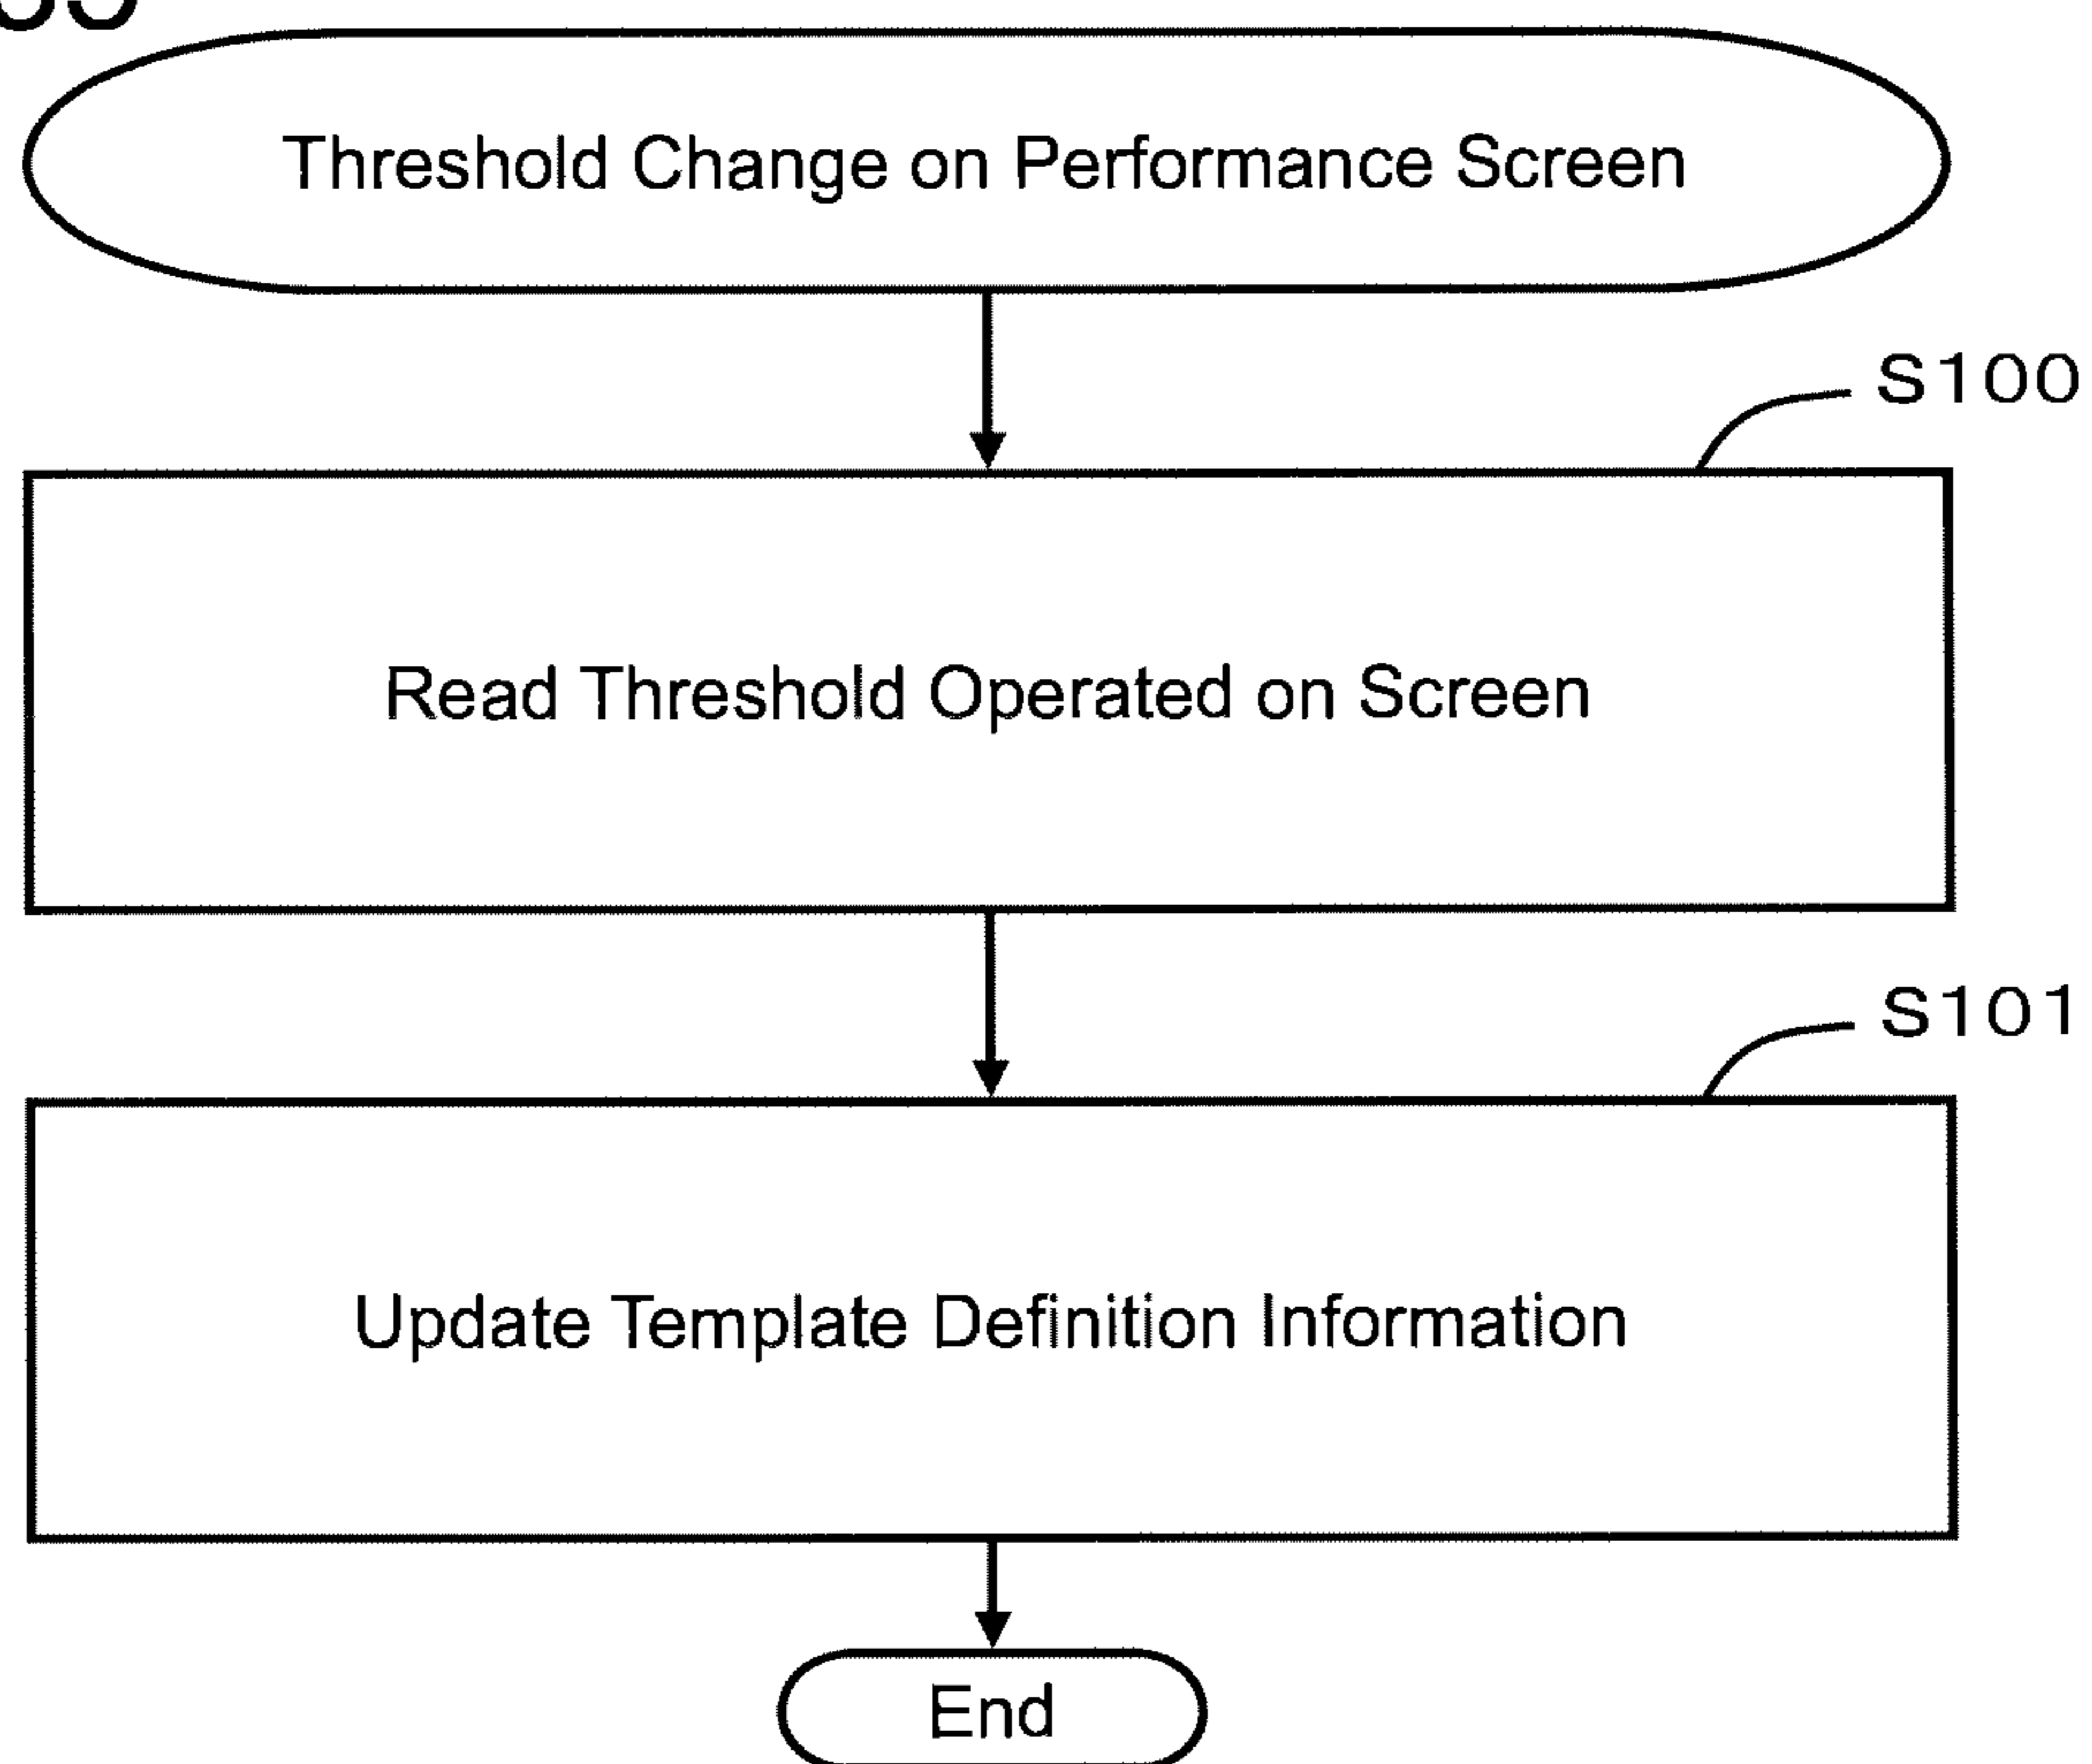 Threshold Change on Performance Screen
S100
Read Threshold Operated on Screen
S101
Update Template Definition Information
End